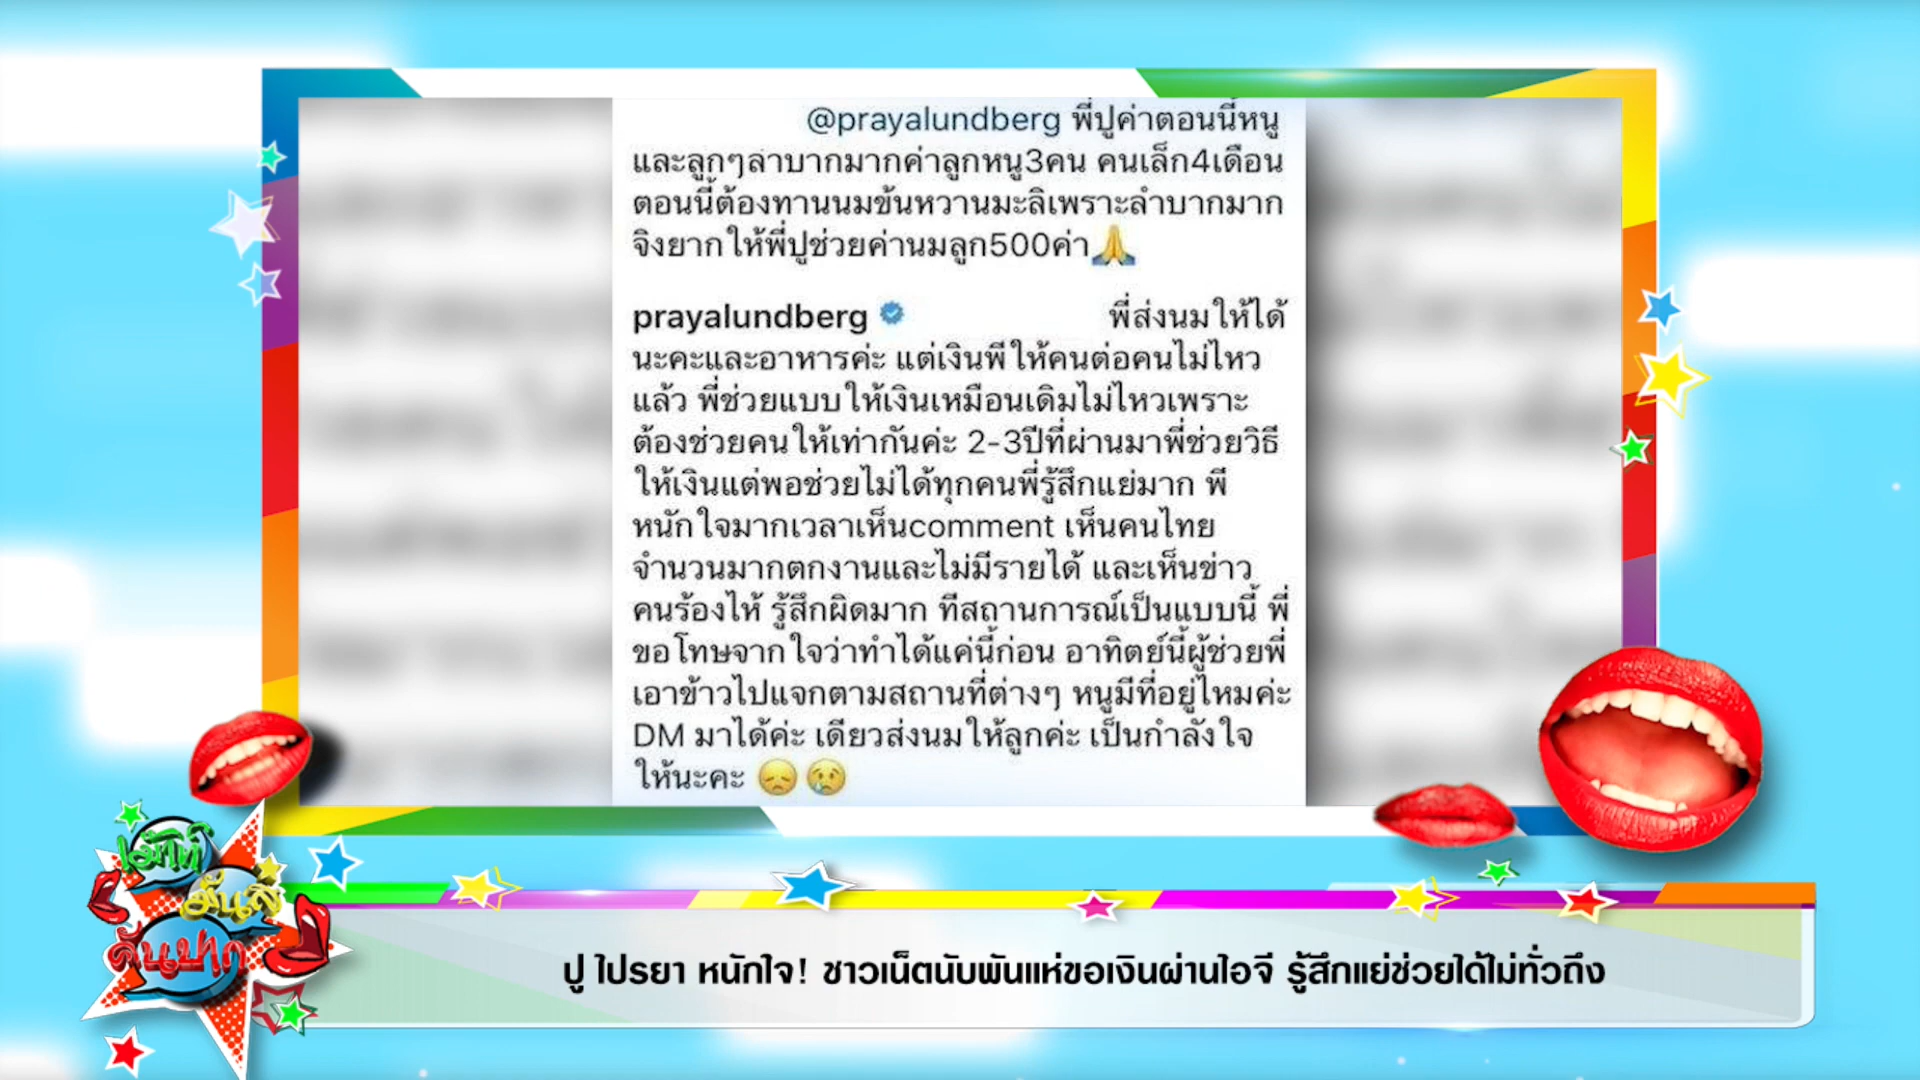 @prayalundberg พี่ปูค่าตอนนี้หนู
และลูกๆลำบากมากค่าลูกหนู3คน คนเล็ก4เดือน
ตอนนี้ต้องทานนมข้นหวานมะลิเพราะลำบากมาก
จิงยากให้พี่ปูช่วยค่านมลูก500ค่า🙏
prayalundberg พี่ส่งนมให้ได้
นะคะและอาหารค่ะ แต่เงินพี่ให้คนต่อคนไม่ไหว
แล้ว พี่ช่วยแบบให้เงินเหมือนเดิมไม่ไหวเพราะ
ต้องช่วยคนให้เท่ากันค่ะ 2-3ปีที่ผ่านมาพี่ช่วยวิธี
ให้เงินแต่พอช่วยไม่ได้ทุกคนพี่รู้สึกแย่มาก พี่
หนักใจมากเวลาเห็นcomment เห็นคนไทย
จำนวนมากตกงานและไม่มีรายได้ และเห็นข่าว
คนร้องไห้ รู้สึกผิดมาก ที่สถานการณ์เป็นแบบนี้ พี่
ขอโทษจากใจว่าทำได้แค่นี้ก่อน อาทิตย์นี้ผู้ช่วยพี่
เอาข้าวไปแจกตามสถานที่ต่างๆ หนูมีที่อยู่ไหมค่ะ
DM มาได้ค่ะ เดียวส่งนมให้ลูกค่ะ เป็นกำลังใจ
ให้นะคะ 😞😢
เม้าท์
มันส์
คันปาก
ปู ไปรยา หนักใจ! ชาวเน็ตนับพันแห่ขอเงินผ่านไอจี รู้สึกแย่ช่วยได้ไม่ทั่วถึง